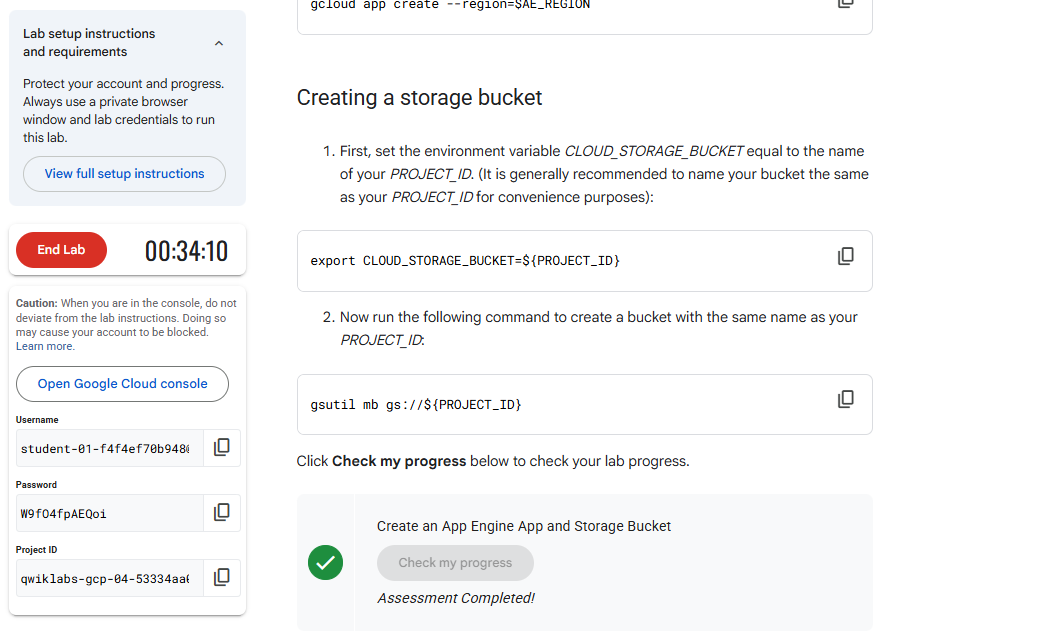 Lab setup instructions
and requirements
Protect your account and progress.
Always use a private browser
window and lab credentials to run
this lab.
View full setup instructions
End Lab
00:34:10
Caution: When you are in the console, do not
deviate from the lab instructions. Doing so
may cause your account to be blocked.
Learn more.
Open Google Cloud console
Username
student-01-f4f4ef70b948@
Password
W9fO4fpAEQoi
Project ID
qwiklabs-gcp-04-53334aa
gcloud app create --region=$AE_REGION
Creating a storage bucket
1. First, set the environment variable CLOUD_STORAGE_BUCKET equal to the name
of your PROJECT_ID. (It is generally recommended to name your bucket the same
as your PROJECT_ID for convenience purposes):
export CLOUD_STORAGE_BUCKET=${PROJECT_ID}
2. Now run the following command to create a bucket with the same name as your
PROJECT_ID:
gsutil mb gs://${PROJECT_ID}
Click Check my progress below to check your lab progress.
Create an App Engine App and Storage Bucket
Check my progress
Assessment Completed!